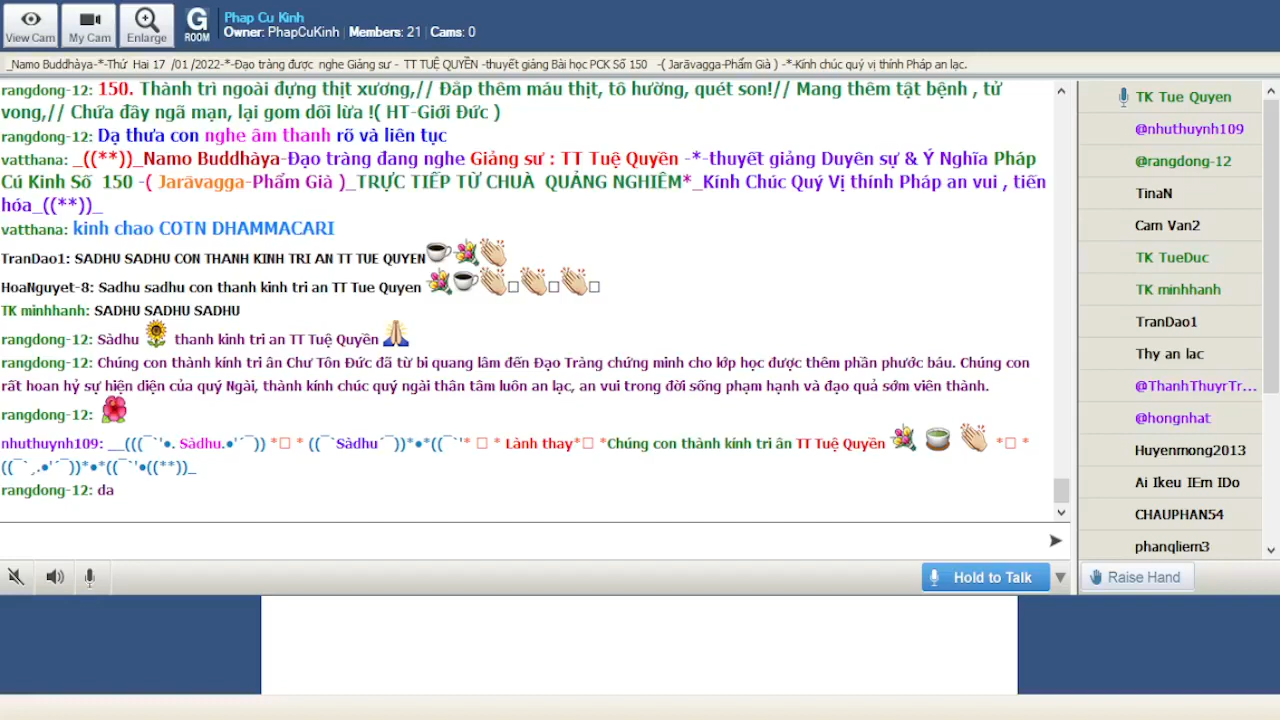 View Cam
My Cam
Enlarge
G
ROOM
Phap Cu Kinh
Owner: PhapCuKinh | Members: 21 | Cams: 0
_Namo Buddhàya-*-Thứ Hai 17 /01 /2022-*-Đạo tràng được nghe Giảng sư - TT TUỆ QUYỀN -thuyết giảng Bài học PCK Số 150 -( Jarāvagga-Phẩm Già ) -*-Kính chúc quý vị thính Pháp an lạc.
rangdong-12: 150. Thành trì ngoài đựng thịt xương,// Đắp thêm máu thịt, tô hường, quét son!// Mang thêm tật bệnh , tử
vong,// Chứa đầy ngã mạn, lại gom dối lừa !( HT-Giới Đức )
rangdong-12: Dạ thưa con nghe âm thanh rõ và liên tục
vatthana: _((**))_Namo Buddhàya-Đạo tràng đang nghe Giảng sư : TT Tuệ Quyền -*-thuyết giảng Duyên sự & Ý Nghĩa Pháp
Cú Kinh Số 150 -( Jarāvagga-Phẩm Già )_TRỰC TIẾP TỪ CHUÀ QUẢNG NGHIÊM*_Kính Chúc Quý Vị thính Pháp an vui , tiến
hóa_((**))_
vatthana: kinh chao COTN DHAMMACARI
TranDao1: SADHU SADHU CON THANH KINH TRI AN TT TUE QUYEN
HoaNguyet-8: Sadhu sadhu con thanh kinh tri an TT Tue Quyen
TK minhhanh: SADHU SADHU SADHU
rangdong-12: Sàdhu thanh kinh tri an TT Tuệ Quyền
rangdong-12: Chúng con thành kính tri ân Chư Tôn Đức đã từ bi quang lâm đến Đạo Tràng chứng minh cho lớp học được thêm phần phước báu. Chúng con
rất hoan hỷ sự hiện diện của quý Ngài, thành kính chúc quý ngài thân tâm luôn an lạc, an vui trong đời sống phạm hạnh và đạo quả sớm viên thành.
rangdong-12:
nhuthuynh109: __(((¯`'•. Sàdhu.•'´¯)) *□ * ((¯`Sàdhu´¯))*•*((¯`'* □ * Lành thay*□ *Chúng con thành kính tri ân TT Tuệ Quyền *□ *
((¯`¸.•'´¯))*•*((¯`'•((**))_
rangdong-12: da
Hold to Talk
TK Tue Quyen
@nhuthuynh109
@rangdong-12
TinaN
Cam Van2
TK TueDuc
TK minhhanh
TranDao1
Thy an lac
@ThanhThuyrTr...
@hongnhat
Huyenmong2013
Ai Ikeu IEm IDo
CHAUPHAN54
phanqliem3
Raise Hand